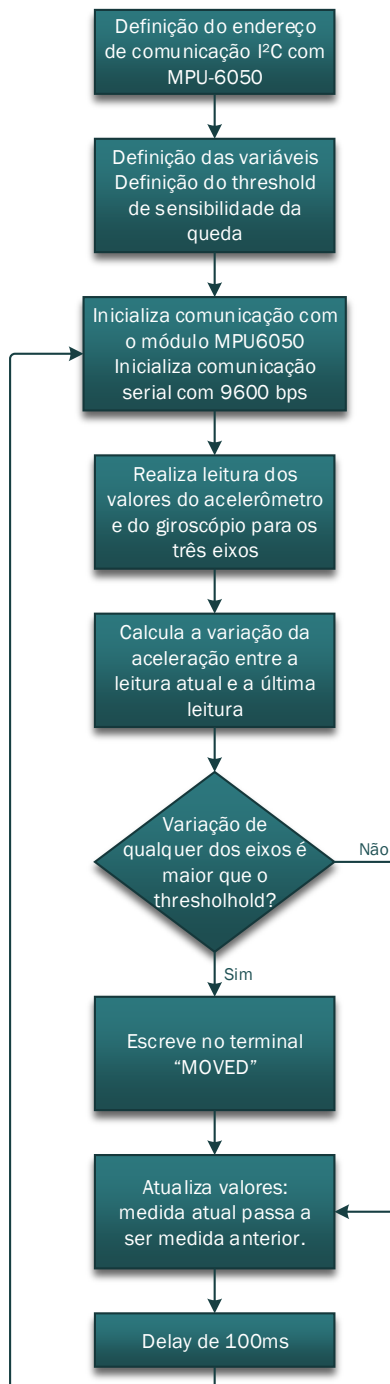 Definição do endereço
de comunicação I²C com
MPU-6050
Definição das variáveis
Definição do threshold
de sensibilidade da
queda
Inicializa comunicação com
o módulo MPU6050
Inicializa comunicação
serial com 9600 bps
Realiza leitura dos
valores do acelerômetro
e do giroscópio para os
três eixos
Calcula a variação da
aceleração entre a
leitura atual e a última
leitura
Variação de
qualquer dos eixos é
maior que o
thresholhold?
Não
Sim
Escreve no terminal
“MOVED”
Atualiza valores:
medida atual passa a
ser medida anterior.
Delay de 100ms